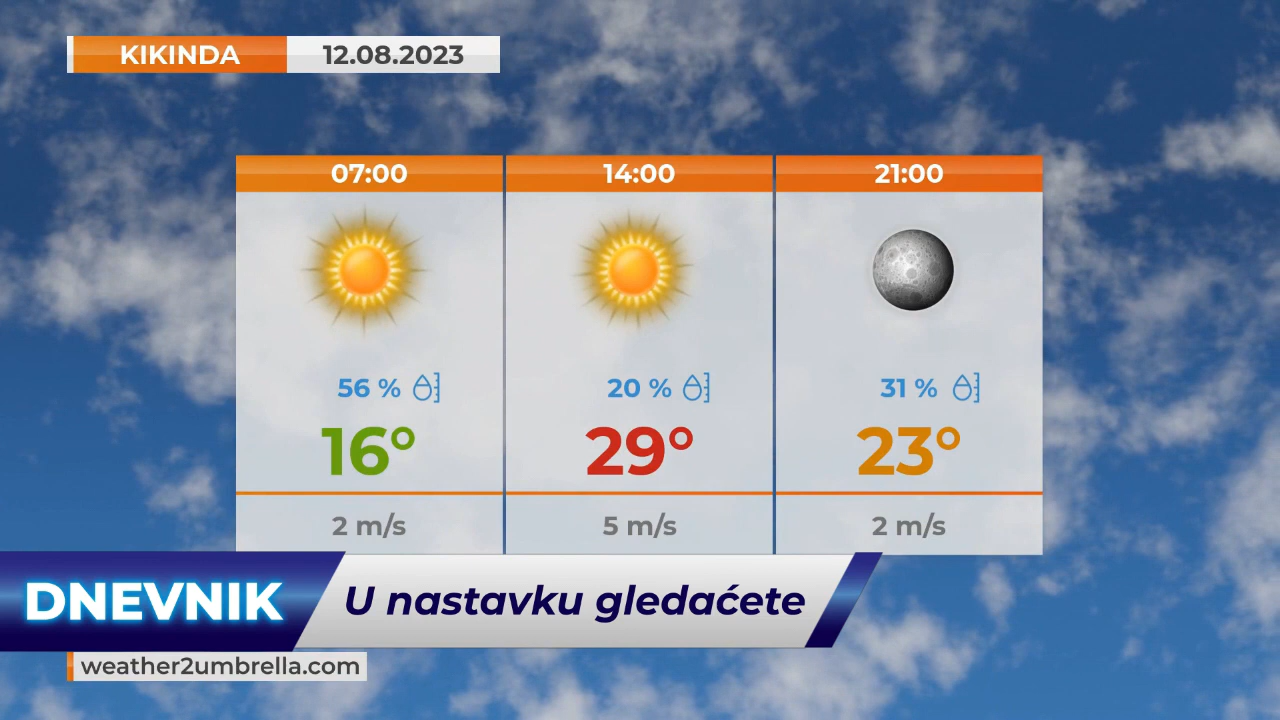 KIKINDA 12.08.2023
07:00 14:00 21:00
56 % 20 % 31 %
16° 29° 23°
2 m/s 5 m/s 2 m/s
DNEVNIK U nastavku gledaćete
weather2umbrella.com